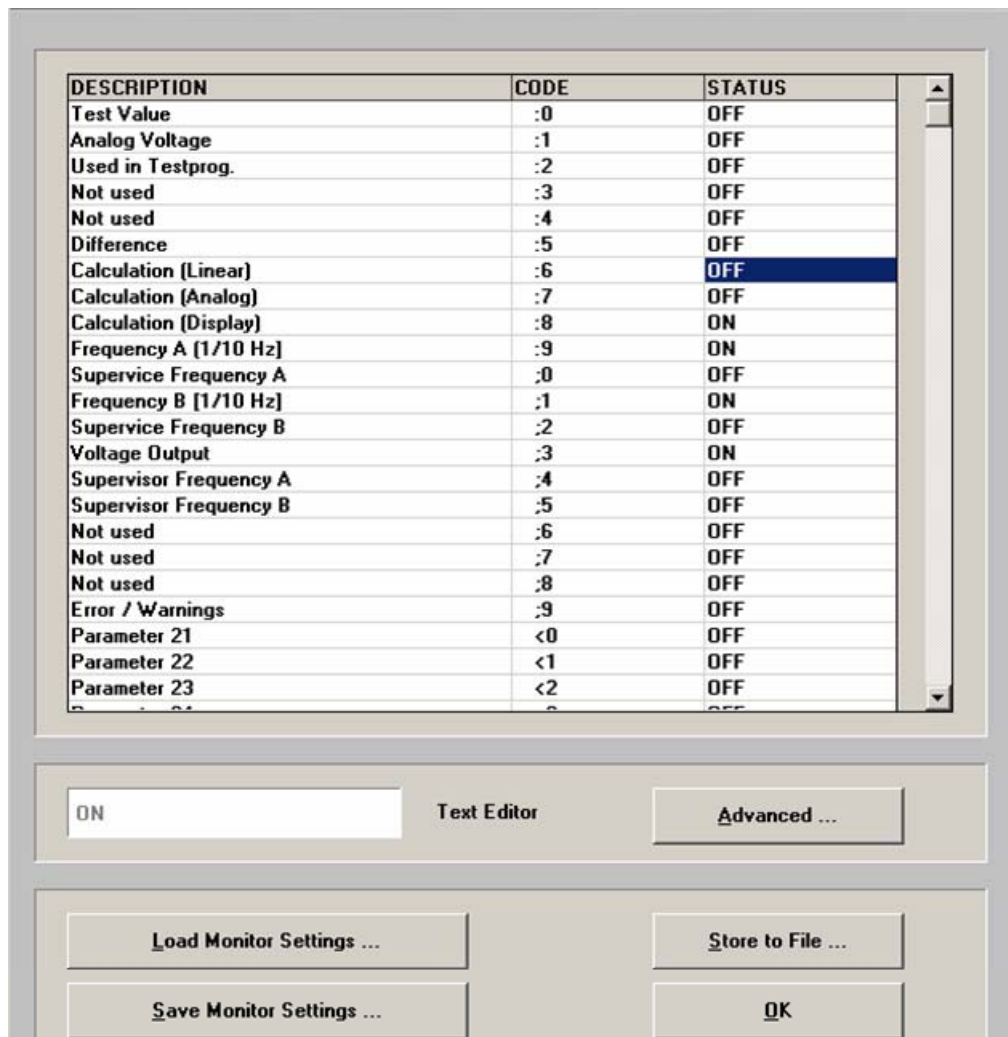 DESCRIPTION CODE STATUS
Test Value :0 OFF
Analog Voltage :1 OFF
Used in Testprog. :2 OFF
Not used :3 OFF
Not used :4 OFF
Difference :5 OFF
Calculation (Linear) :6 OFF
Calculation (Analog) :7 OFF
Calculation (Display) :8 ON
Frequency A [1/10 Hz] :9 ON
Supervice Frequency A ;0 OFF
Frequency B [1/10 Hz] ;1 ON
Supervice Frequency B ;2 OFF
Voltage Output ;3 ON
Supervisor Frequency A ;4 OFF
Supervisor Frequency B ;5 OFF
Not used ;6 OFF
Not used ;7 OFF
Not used ;8 OFF
Error / Warnings ;9 OFF
Parameter 21 <0 OFF
Parameter 22 <1 OFF
Parameter 23 <2 OFF
ON Text Editor Advanced ...
Load Monitor Settings ... Store to File ...
Save Monitor Settings ... OK